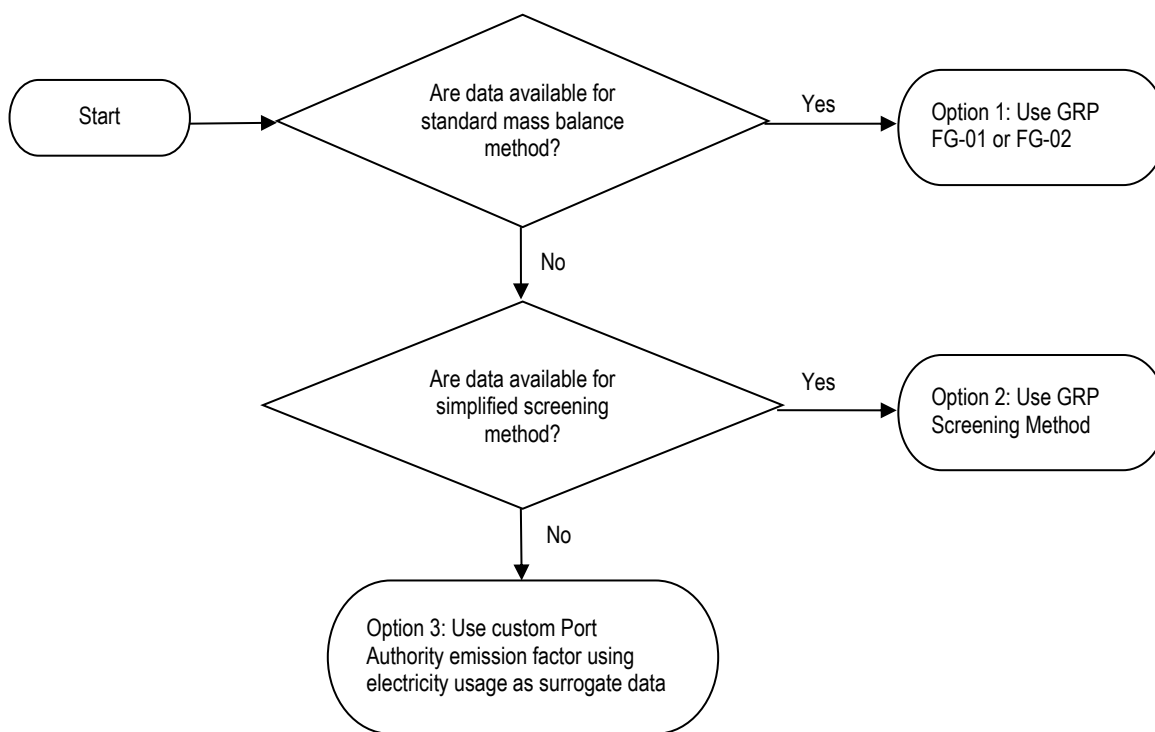 Start
Are data available for
standard mass balance
method?
Yes
Option 1: Use GRP
FG-01 or FG-02
No
Are data available for
simplified screening
method?
Yes
Option 2: Use GRP
Screening Method
No
Option 3: Use custom Port
Authority emission factor using
electricity usage as surrogate data